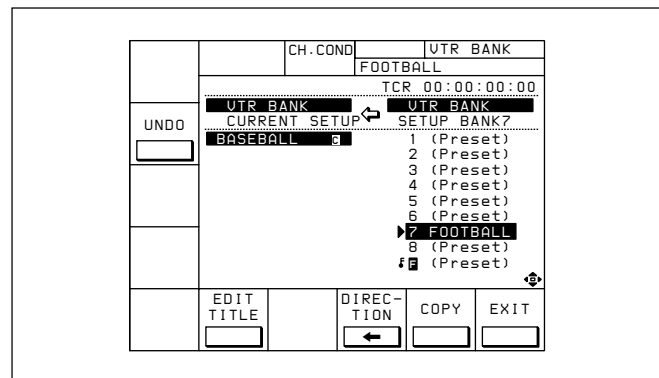 CH.COND VTR BANK
FOOTBALL
TCR 00:00:00:00
VTR BANK VTR BANK
CURRENT SETUP SETUP BANK7
UNDO
BASEBALL C 1 (Preset)
2 (Preset)
3 (Preset)
4 (Preset)
5 (Preset)
6 (Preset)
7 FOOTBALL
8 (Preset)
F (Preset)
EDIT TITLE
DIREC-TION
COPY
EXIT